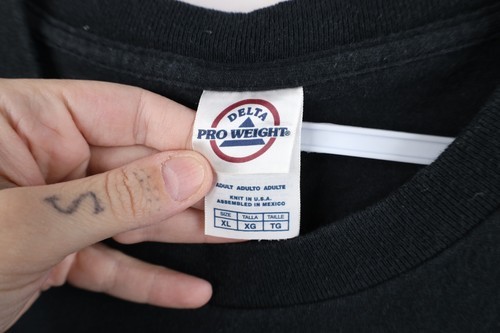 DELTA
PRO WEIGHT®
ADULT ADULTO ADULTE
KNIT IN U.S.A.
ASSEMBLED IN MEXICO
SIZE TALLA TAILLE
XL XG TG